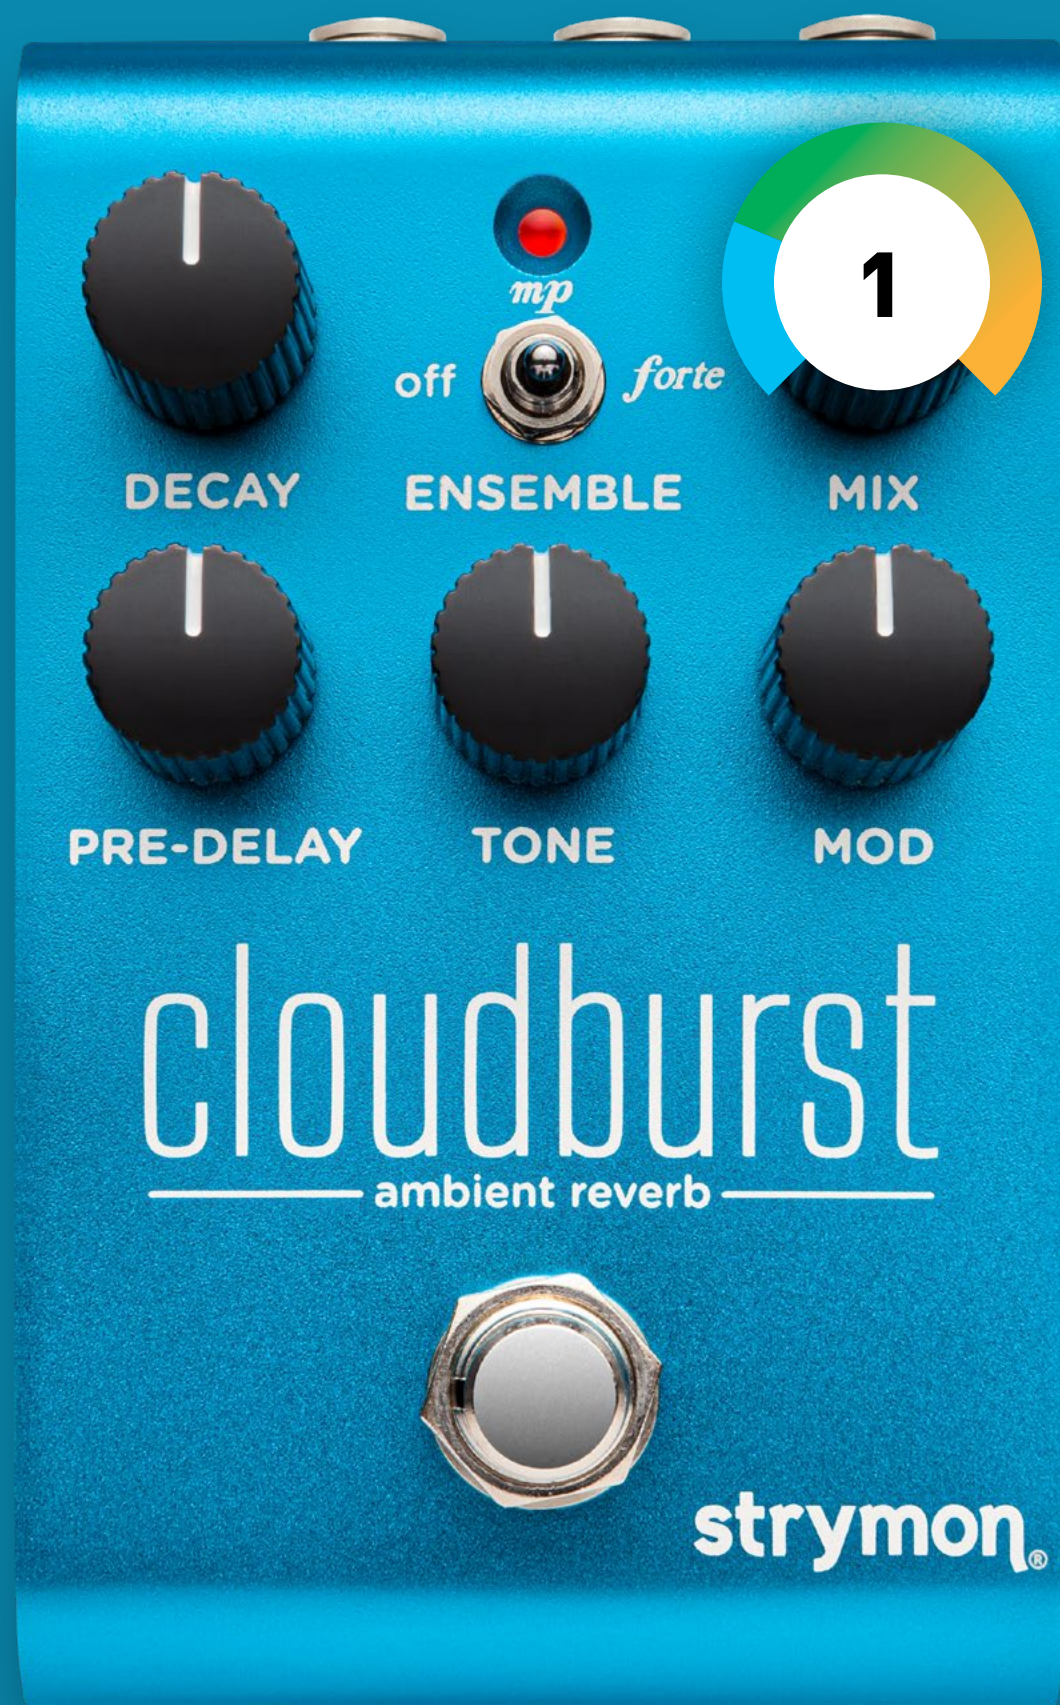 mp
off forte
1
DECAY ENSEMBLE MIX
PRE-DELAY TONE MOD
cloudburst
ambient reverb
strymon®